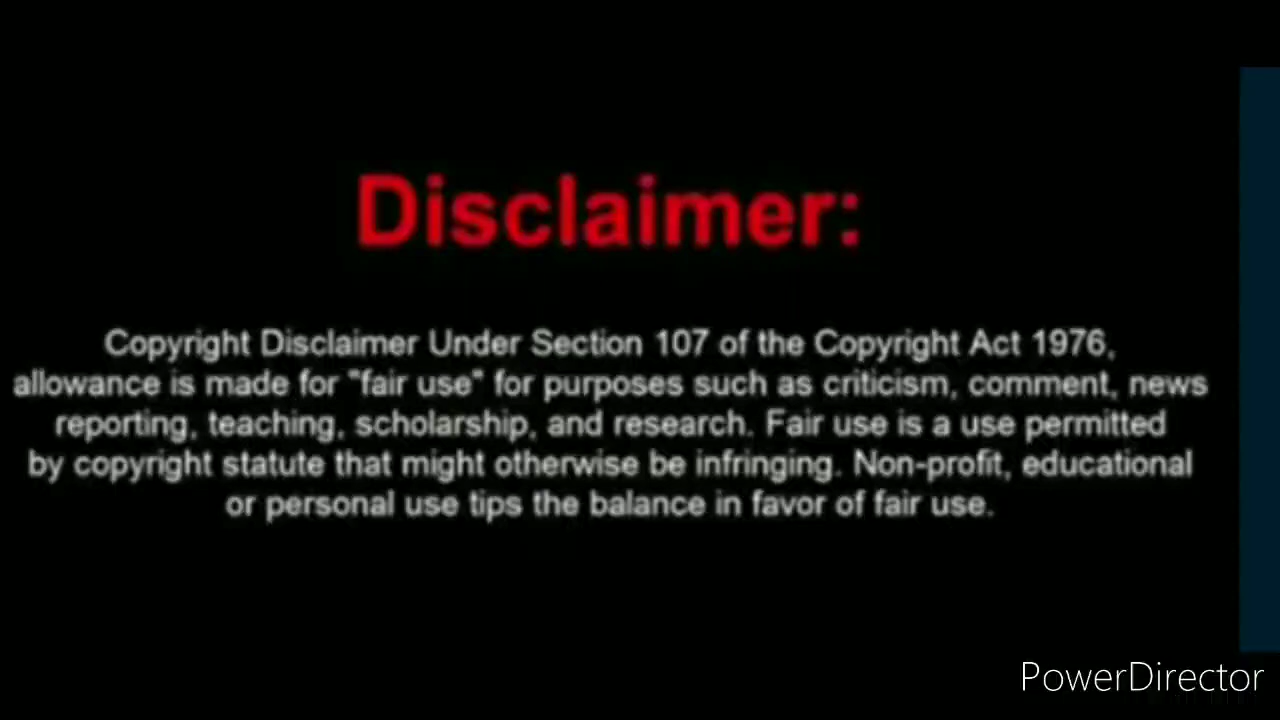 Disclaimer:
Copyright Disclaimer Under Section 107 of the Copyright Act 1976,
allowance is made for "fair use" for purposes such as criticism, comment, news
reporting, teaching, scholarship, and research. Fair use is a use permitted
by copyright statute that might otherwise be infringing. Non-profit, educational
or personal use tips the balance in favor of fair use.
PowerDirector